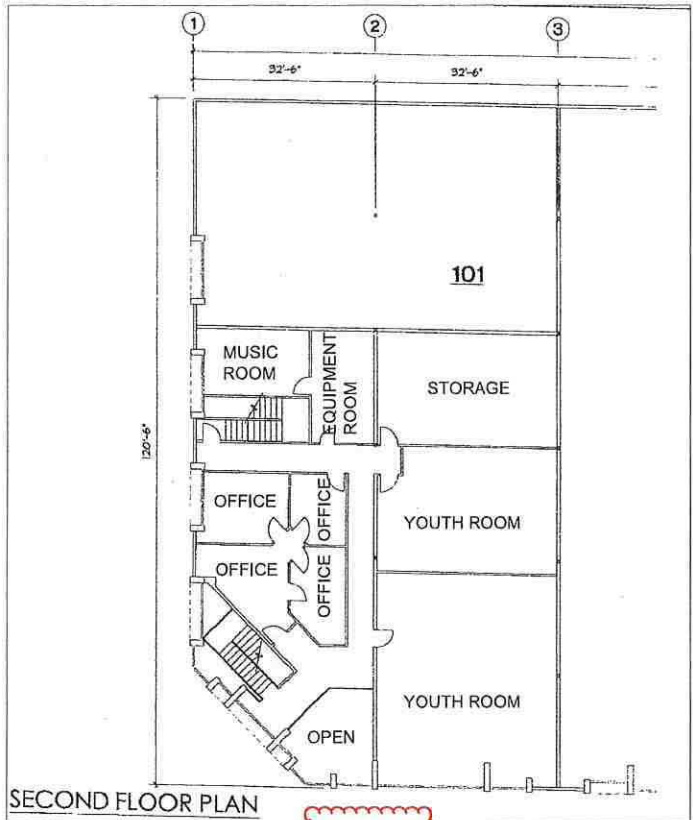 1
2
3
32'-6"
32'-6"
101
MUSIC
ROOM
EQUIPMENT
ROOM
STORAGE
120'-6"
OFFICE
OFFICE
YOUTH ROOM
OFFICE
OFFICE
YOUTH ROOM
OPEN
SECOND FLOOR PLAN